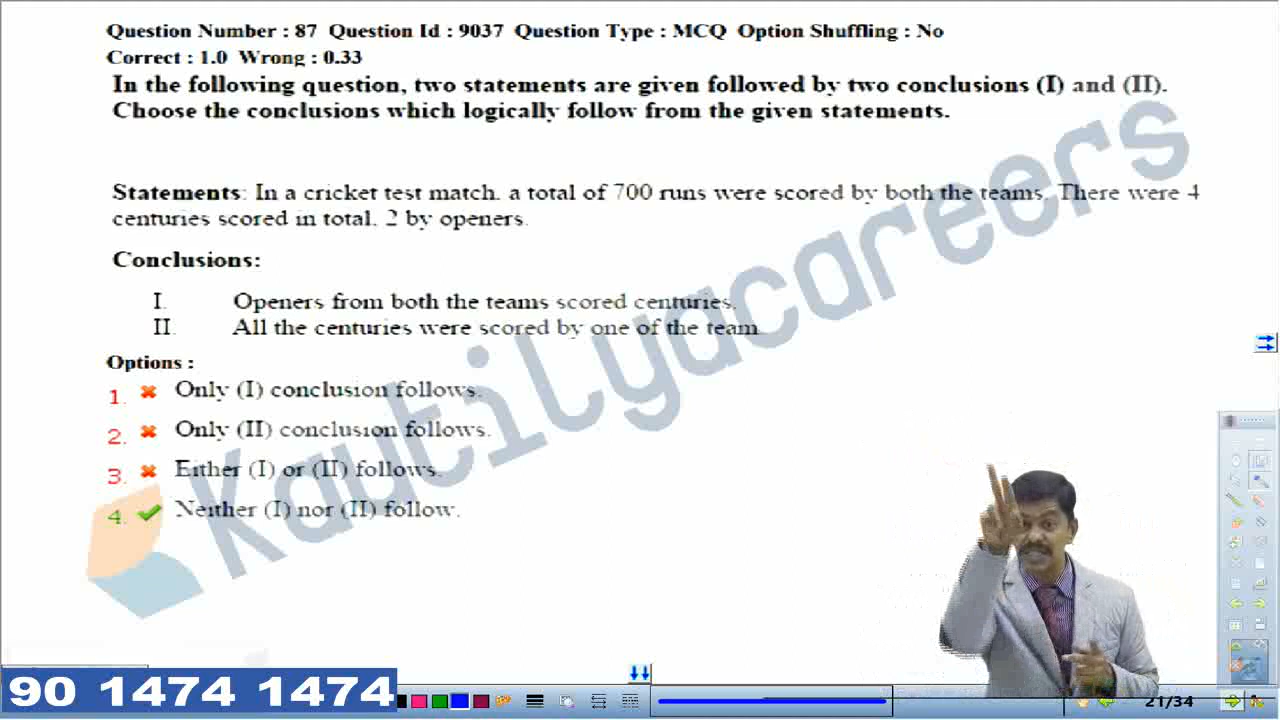 Question Number : 87 Question Id : 9037 Question Type : MCQ Option Shuffling : No
Correct : 1.0 Wrong : 0.33
In the following question, two statements are given followed by two conclusions (I) and (II).
Choose the conclusions which logically follow from the given statements.
Statements: In a cricket test match. a total of 700 runs were scored by both the teams. There were 4
centuries scored in total. 2 by openers.
Conclusions:
I. Openers from both the teams scored centuries.
II. All the centuries were scored by one of the team
Options :
1. Only (I) conclusion follows.
2. Only (II) conclusion follows.
3. Either (I) or (II) follows.
4. Neither (I) nor (II) follow.
Kautilyacareers
90 1474 1474
21/34